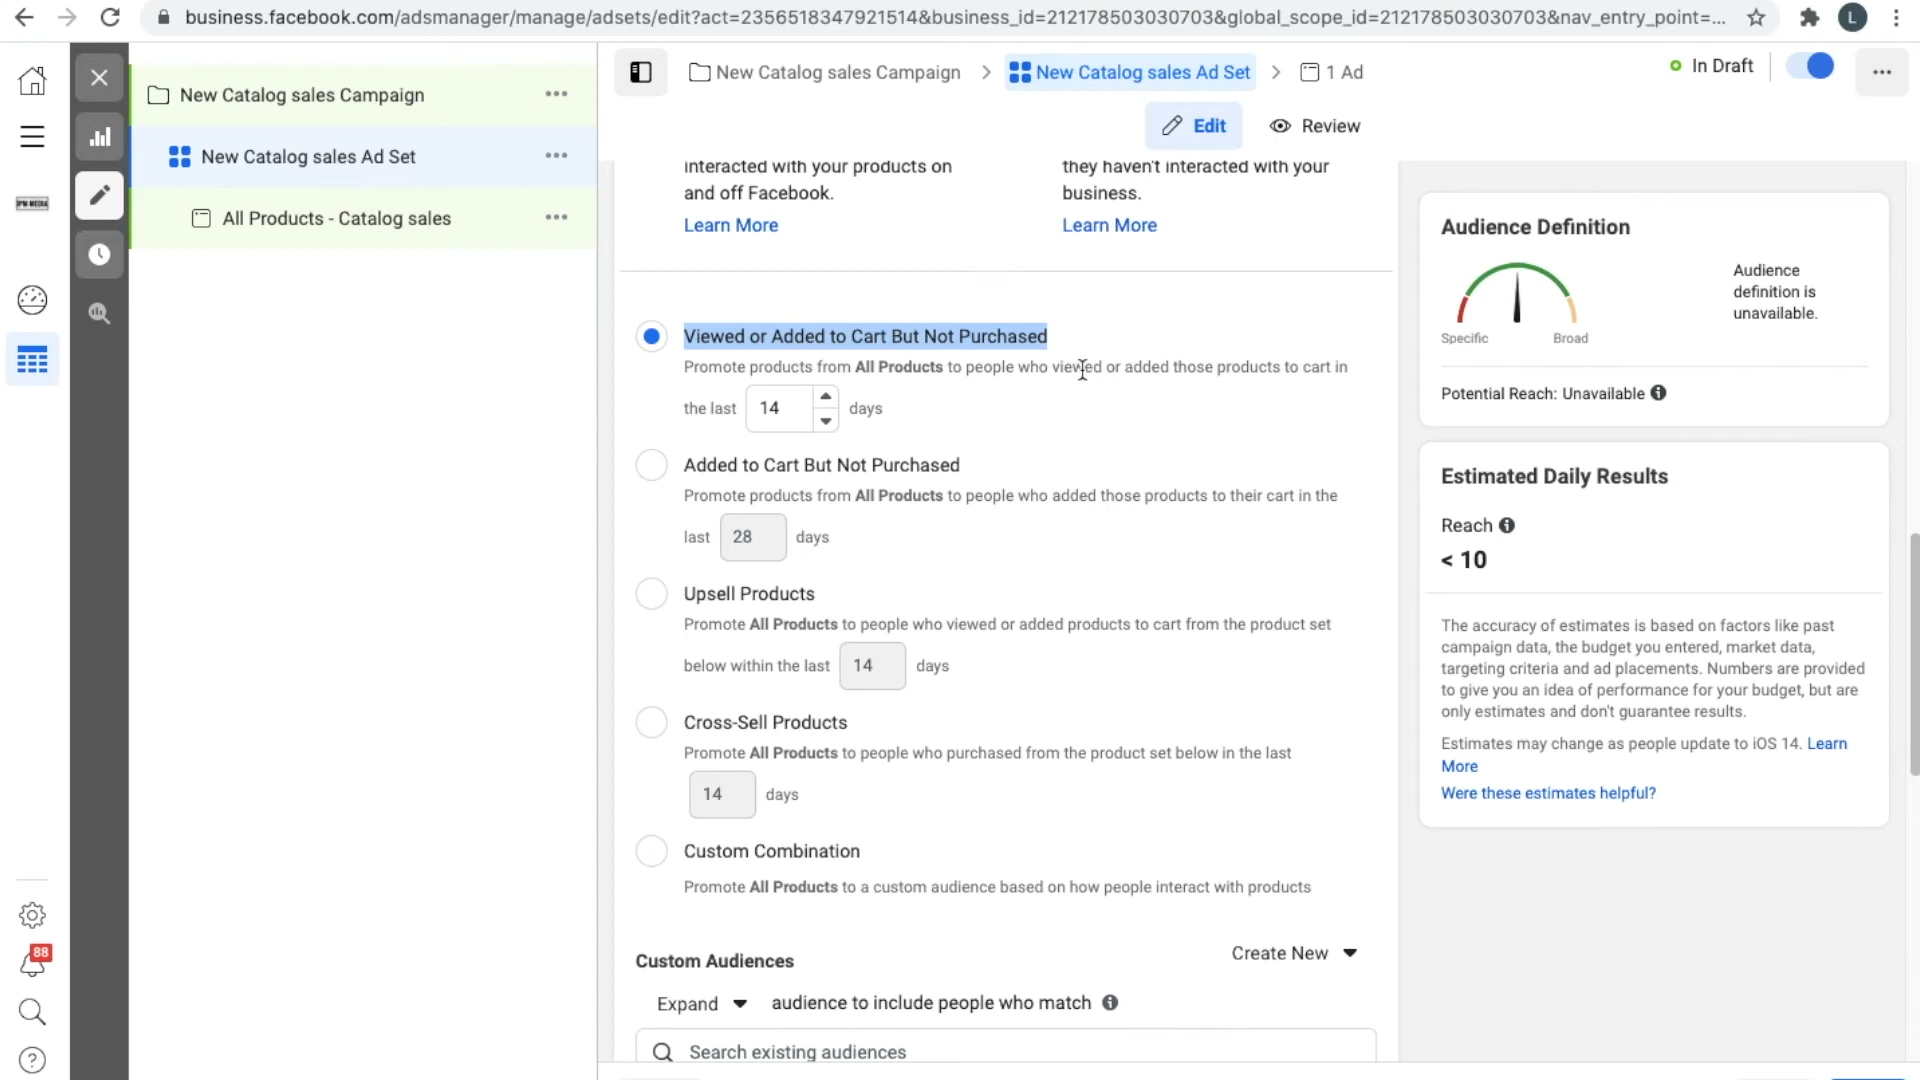 business.facebook.com/adsmanager/manage/adsets/edit?act=2356518347921514&business_id=212178503030703&global_scope_id=212178503030703&nav_entry_point=...
L
New Catalog sales Campaign
New Catalog sales Ad Set
All Products - Catalog sales
IPM MEDIA
88
New Catalog sales Campaign
New Catalog sales Ad Set
1 Ad
In Draft
Edit
Review
interacted with your products on
and off Facebook.
Learn More
they haven't interacted with your
business.
Learn More
Viewed or Added to Cart But Not Purchased
Promote products from All Products to people who viewed or added those products to cart in
the last 14 days
Added to Cart But Not Purchased
Promote products from All Products to people who added those products to their cart in the
last 28 days
Upsell Products
Promote All Products to people who viewed or added products to cart from the product set
below within the last 14 days
Cross-Sell Products
Promote All Products to people who purchased from the product set below in the last
14 days
Custom Combination
Promote All Products to a custom audience based on how people interact with products
Custom Audiences
Create New
Expand audience to include people who match
Search existing audiences
Audience Definition
Specific
Broad
Audience
definition is
unavailable.
Potential Reach: Unavailable
Estimated Daily Results
Reach
< 10
The accuracy of estimates is based on factors like past
campaign data, the budget you entered, market data,
targeting criteria and ad placements. Numbers are provided
to give you an idea of performance for your budget, but are
only estimates and don't guarantee results.
Estimates may change as people update to iOS 14. Learn
More
Were these estimates helpful?